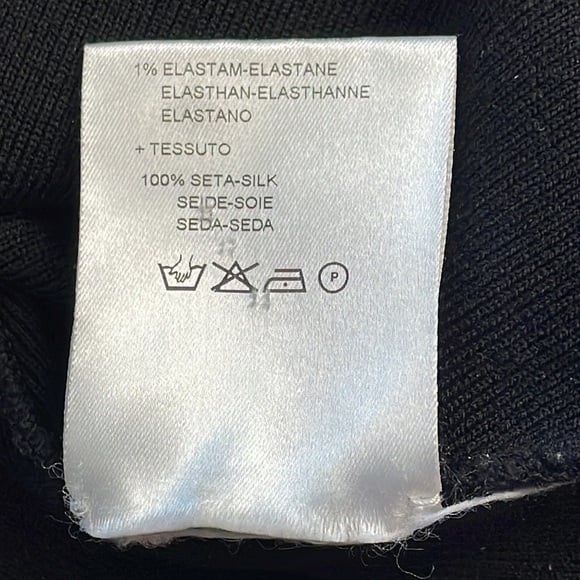 1% ELASTAM-ELASTANE
ELASTHAN-ELASTHANNE
ELASTANO
+ TESSUTO
100% SETA-SILK
SEIDE-SOIE
SEDA-SEDA
P